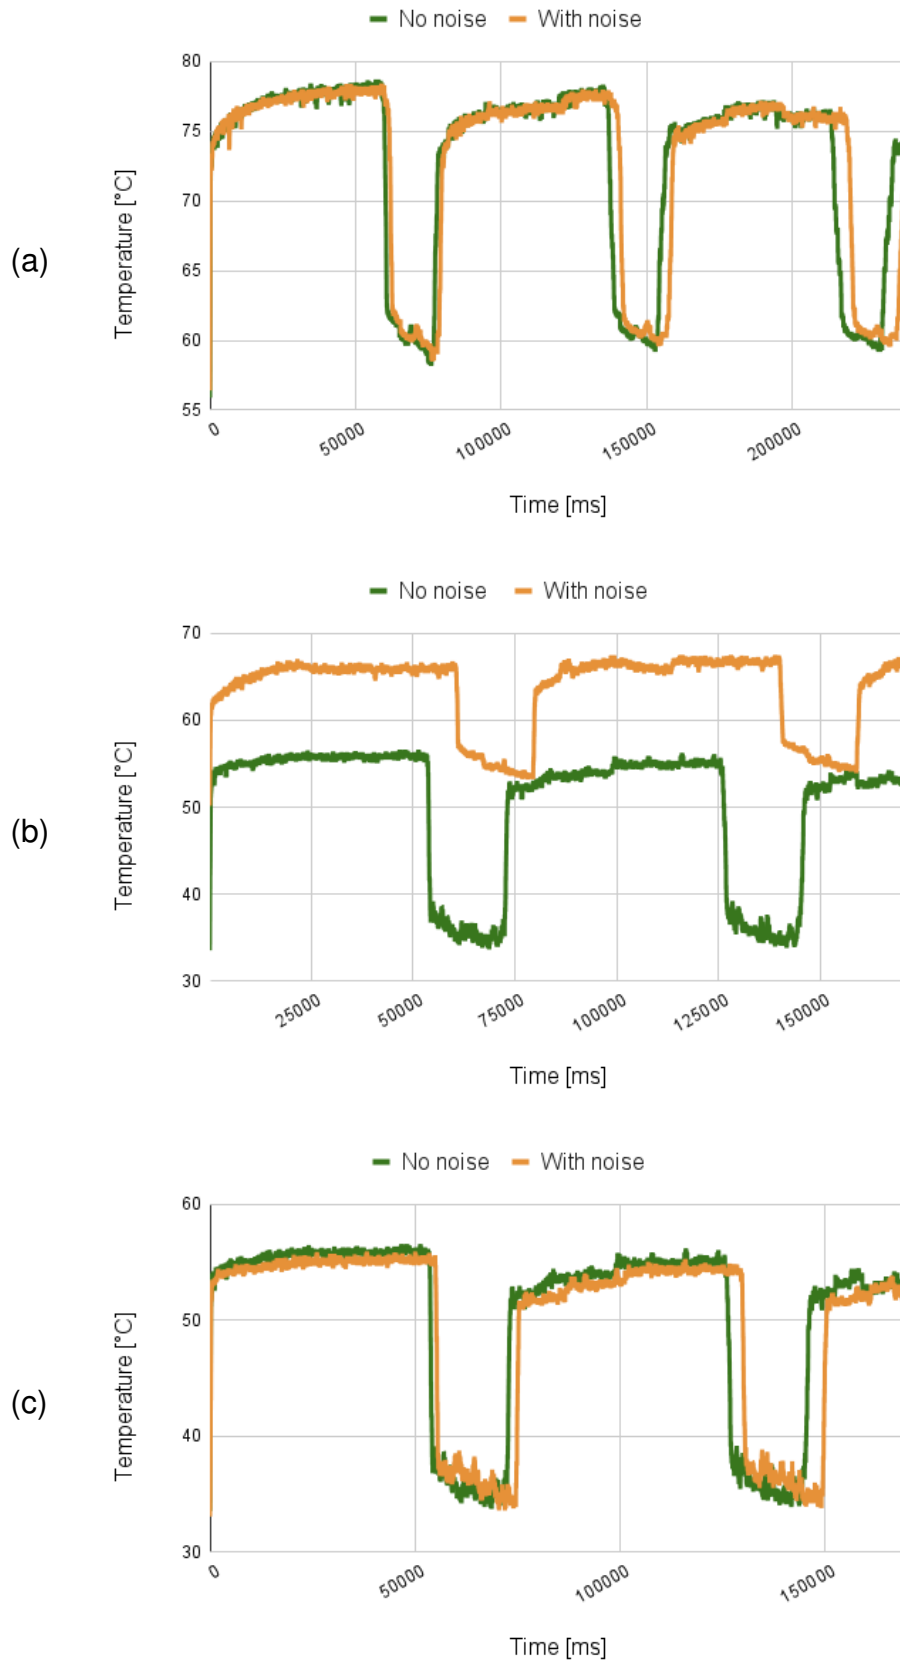 No noise With noise
80
75
70
65
60
55
Temperature [°C]
(a)
0 50000 100000 150000 200000
Time [ms]
No noise With noise
70
60
50
40
30
Temperature [°C]
(b)
25000 50000 75000 100000 125000 150000
Time [ms]
No noise With noise
60
50
40
30
Temperature [°C]
(c)
0 50000 100000 150000
Time [ms]